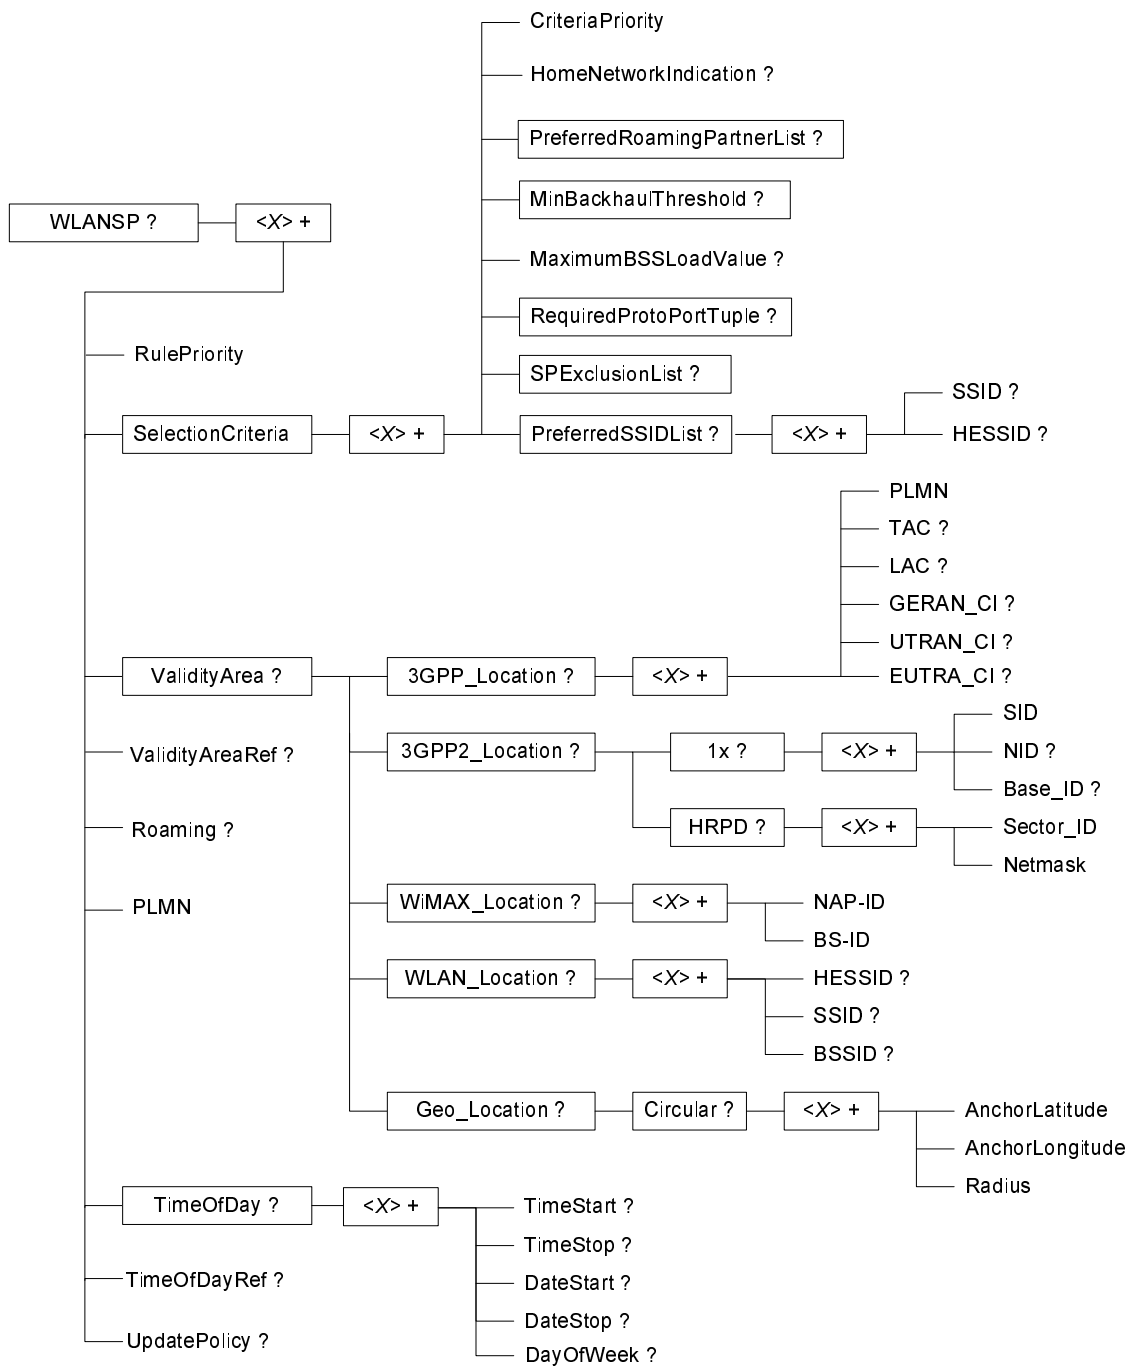 CriteriaPriority
HomeNetworkIndication ?
PreferredRoamingPartnerList ?
MinBackhaulThreshold ?
WLANSP ? <X> +
MaximumBSSLoadValue ?
RequiredProtoPortTuple ?
RulePriority
SPExclusionList ?
SSID ?
SelectionCriteria <X> + PreferredSSIDList ? <X> + HESSID ?
PLMN
TAC ?
LAC ?
GERAN_CI ?
UTRAN_CI ?
ValidityArea ? 3GPP_Location ? <X> + EUTRA_CI ?
SID
ValidityAreaRef ? 3GPP2_Location ? 1x ? <X> + NID ?
Base_ID ?
Roaming ? HRPD ? <X> + Sector_ID
Netmask
PLMN WiMAX_Location ? <X> + NAP-ID
BS-ID
WLAN_Location ? <X> + HESSID ?
SSID ?
BSSID ?
Geo_Location ? Circular ? <X> + AnchorLatitude
AnchorLongitude
Radius
TimeOfDay ? <X> + TimeStart ?
TimeStop ?
TimeOfDayRef ? DateStart ?
DateStop ?
UpdatePolicy ? DayOfWeek ?